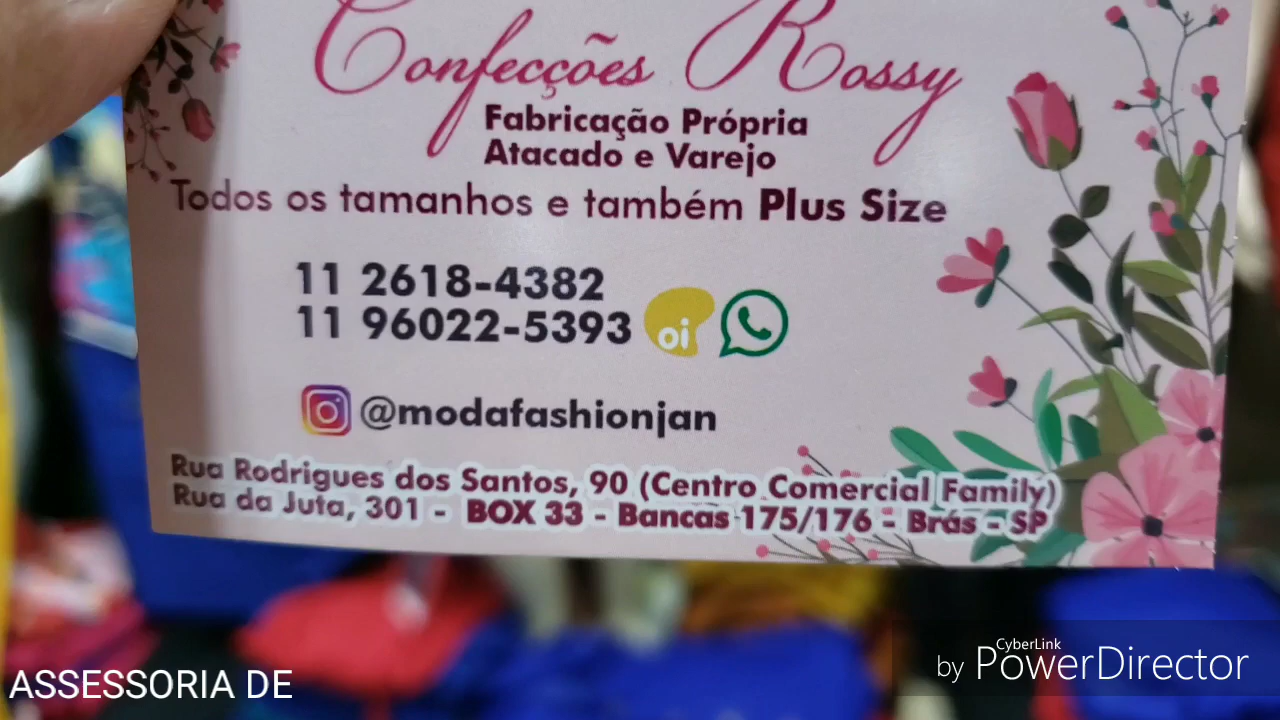 Confecções Rossy
Fabricação Própria
Atacado e Varejo
Todos os tamanhos e também Plus Size
11 2618-4382
11 96022-5393 oi
@modafashionjan
Rua Rodrigues dos Santos, 90 (Centro Comercial Family)
Rua da Juta, 301 - BOX 33 - Bancas 175/176 - Brás - SP
ASSESSORIA DE
CyberLink
by PowerDirector